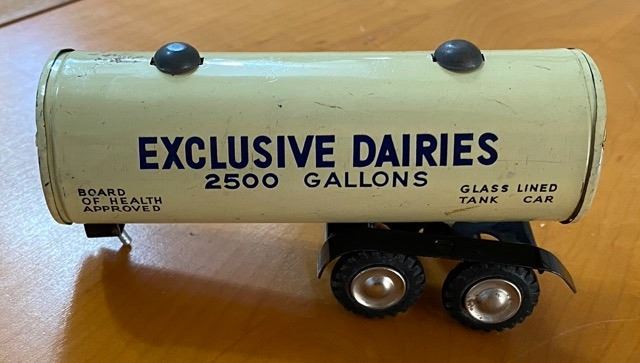 EXCLUSIVE DAIRIES
2500 GALLONS
BOARD
OF HEALTH
APPROVED
GLASS LINED
TANK CAR